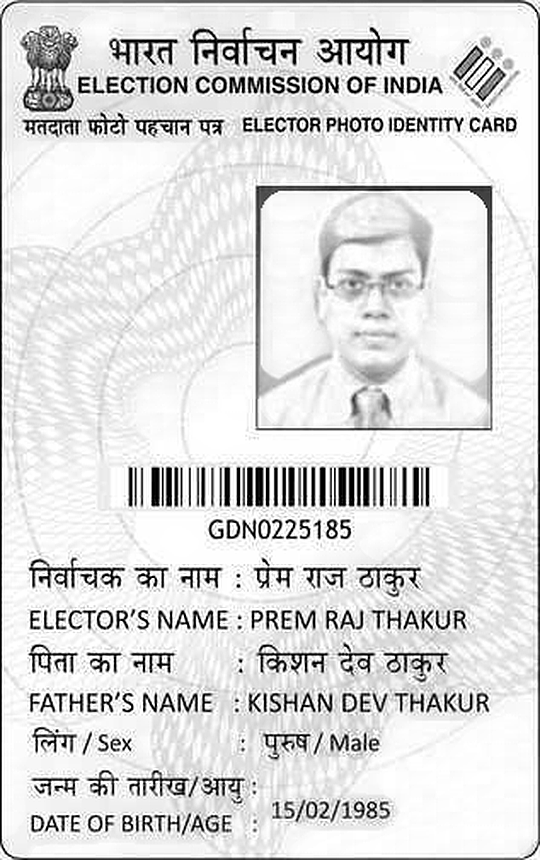 भारत निर्वाचन आयोग
ELECTION COMMISSION OF INDIA
मतदाता फोटो पहचान पत्र ELECTOR PHOTO IDENTITY CARD
GDN0225185
निर्वाचक का नाम : प्रेम राज ठाकुर
ELECTOR'S NAME : PREM RAJ THAKUR
पिता का नाम : किशन देव ठाकुर
FATHER'S NAME : KISHAN DEV THAKUR
लिंग / Sex : पुरुष / Male
जन्म की तारीख/आयु :
15/02/1985
DATE OF BIRTH/AGE :